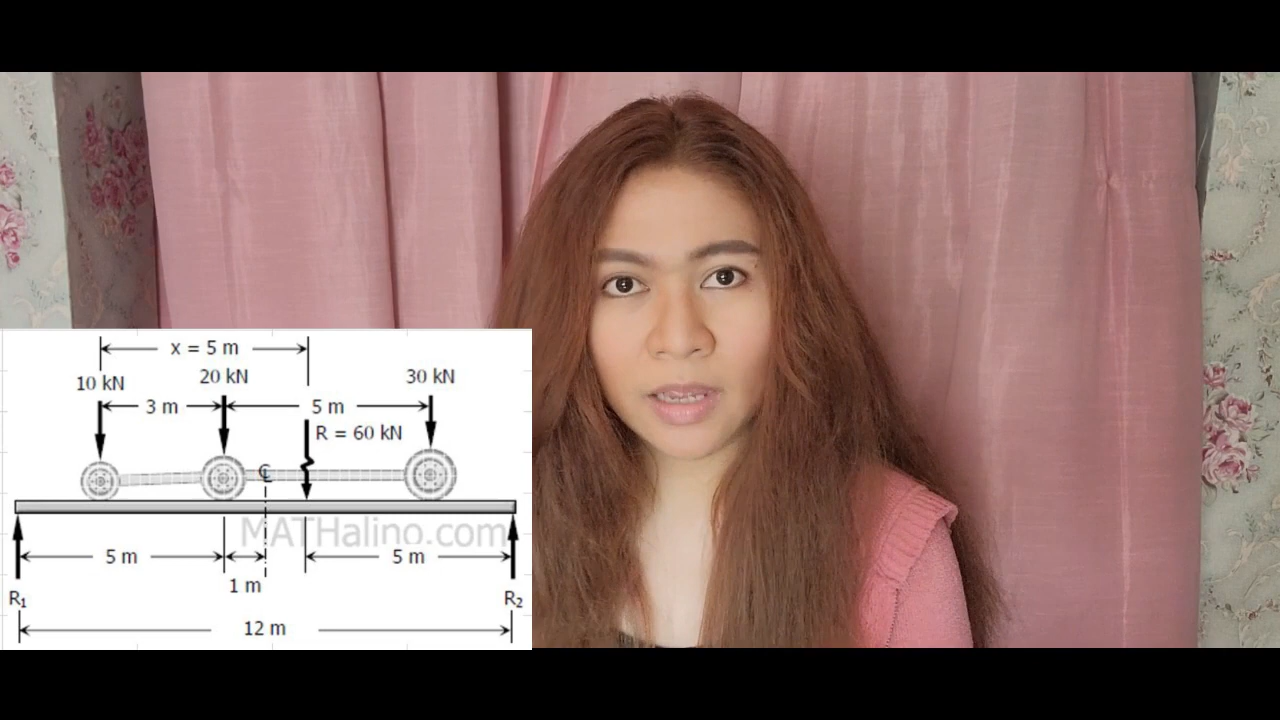 x = 5 m
10 kN
20 kN
30 kN
3 m
5 m
R = 60 kN
℄
MATHalino.com
5 m
5 m
1 m
R₁
R₂
12 m